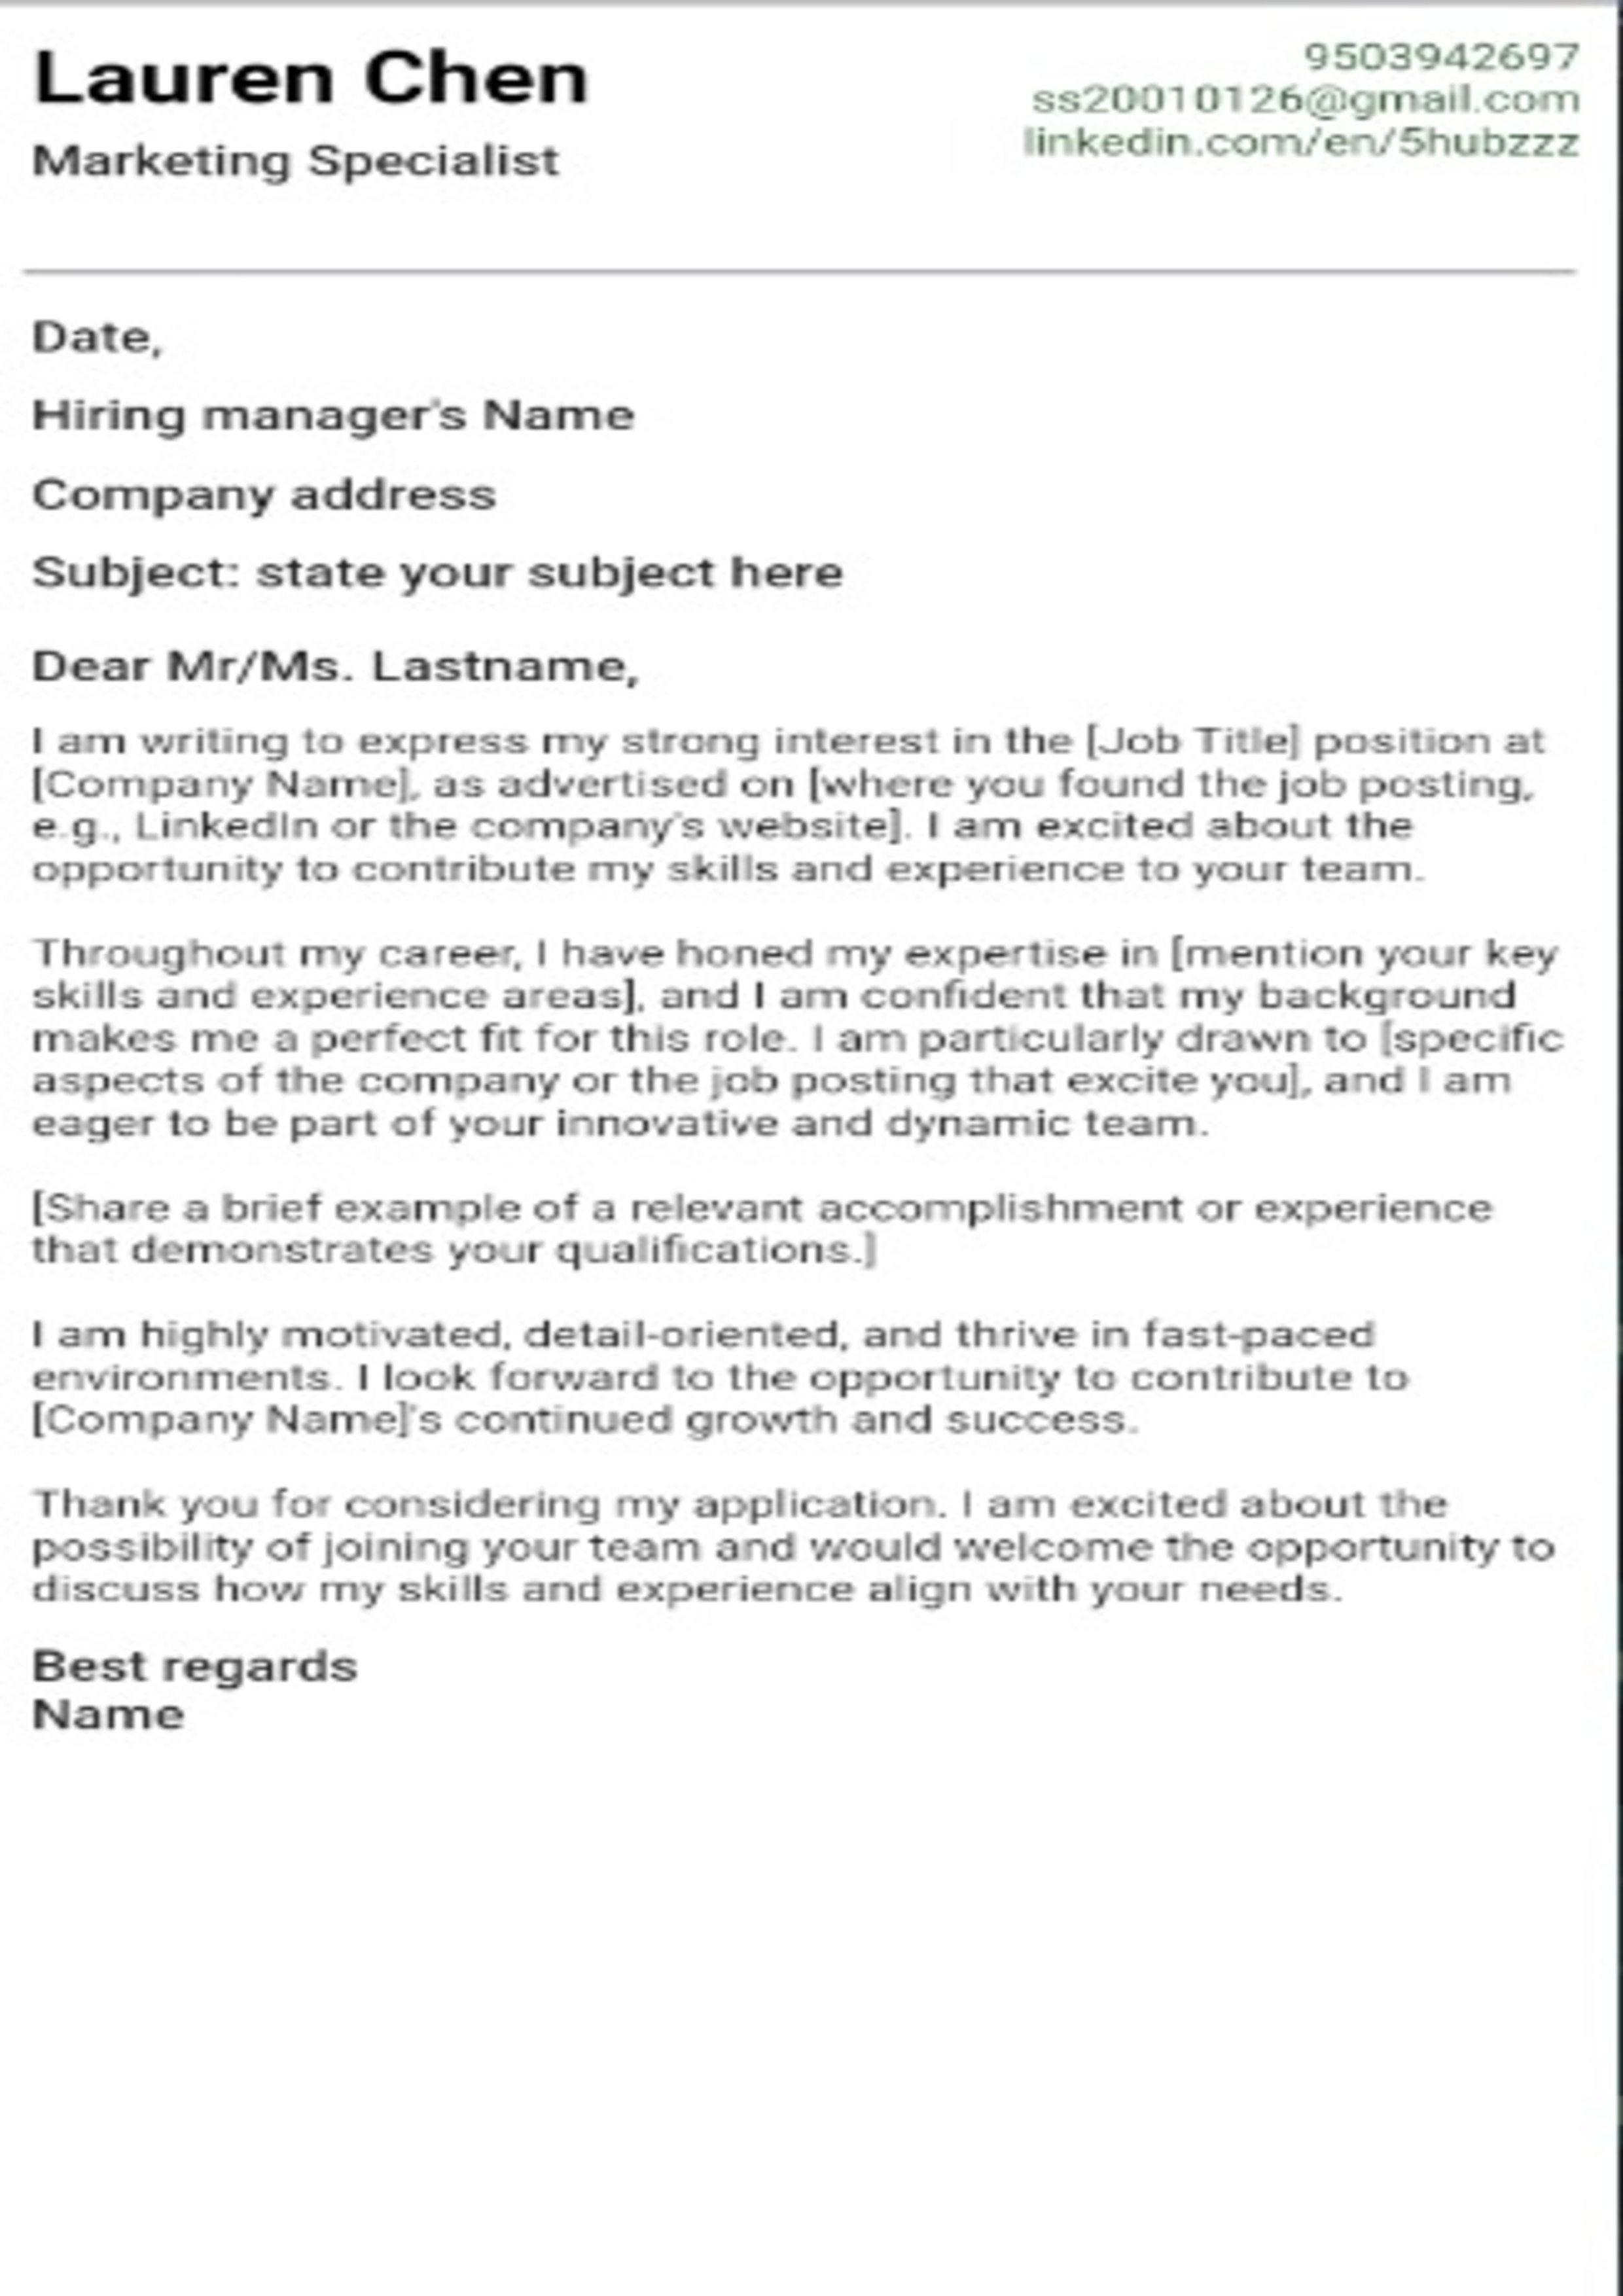 Lauren Chen
Marketing Specialist
9503942697
ss20010126@gmail.com
linkedin.com/en/5hubzzz
Date,
Hiring manager's Name
Company address
Subject: state your subject here
Dear Mr/Ms. Lastname,
I am writing to express my strong interest in the [Job Title] position at
[Company Name], as advertised on [where you found the job posting,
e.g., LinkedIn or the company's website]. I am excited about the
opportunity to contribute my skills and experience to your team.
Throughout my career, I have honed my expertise in [mention your key
skills and experience areas], and I am confident that my background
makes me a perfect fit for this role. I am particularly drawn to [specific
aspects of the company or the job posting that excite you], and I am
eager to be part of your innovative and dynamic team.
[Share a brief example of a relevant accomplishment or experience
that demonstrates your qualifications.]
I am highly motivated, detail-oriented, and thrive in fast-paced
environments. I look forward to the opportunity to contribute to
[Company Name]'s continued growth and success.
Thank you for considering my application. I am excited about the
possibility of joining your team and would welcome the opportunity to
discuss how my skills and experience align with your needs.
Best regards
Name